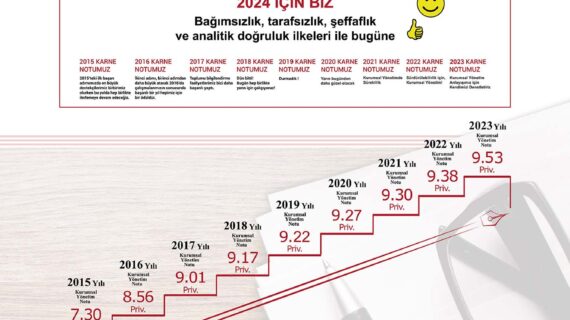 2024 İÇİN BİZ
Bağımsızlık, tarafsızlık, şeffaflık
ve analitik doğruluk ilkeleri ile bugüne
2015 KARNE NOTUMUZ
2016 KARNE NOTUMUZ
2017 KARNE NOTUMUZ
2018 KARNE NOTUMUZ
2019 KARNE NOTUMUZ
2020 KARNE NOTUMUZ
2021 KARNE NOTUMUZ
2022 KARNE NOTUMUZ
2023 KARNE NOTUMUZ
Durmadık!
Yarın bugünden
daha güzel olacak
Kurumsal Yönetimde
Süreklilik
Sürdürülebilirlik için,
Kurumsal Yönetim!
Kurumsal Yönetim
Anlayışımız için
Kendimizi Denetlettir
2023 Yılı
Kurumsal
Yönetim
Notu
9.53
Priv.
2022 Yılı
Kurumsal
Yönetim
Notu
9.38
Priv.
2021 Yılı
Kurumsal
Yönetim
Notu
9.30
Priv.
2020 Yılı
Kurumsal
Yönetim
Notu
9.27
Priv.
2019 Yılı
Kurumsal
Yönetim
Notu
9.22
Priv.
2018 Yılı
Kurumsal
Yönetim
Notu
9.17
Priv.
2017 Yılı
Kurumsal
Yönetim
Notu
9.01
Priv.
2016 Yılı
Kurumsal
Yönetim
Notu
8.56
Priv.
2015 Yılı
Kurumsal
Yönetim
Notu
7.30